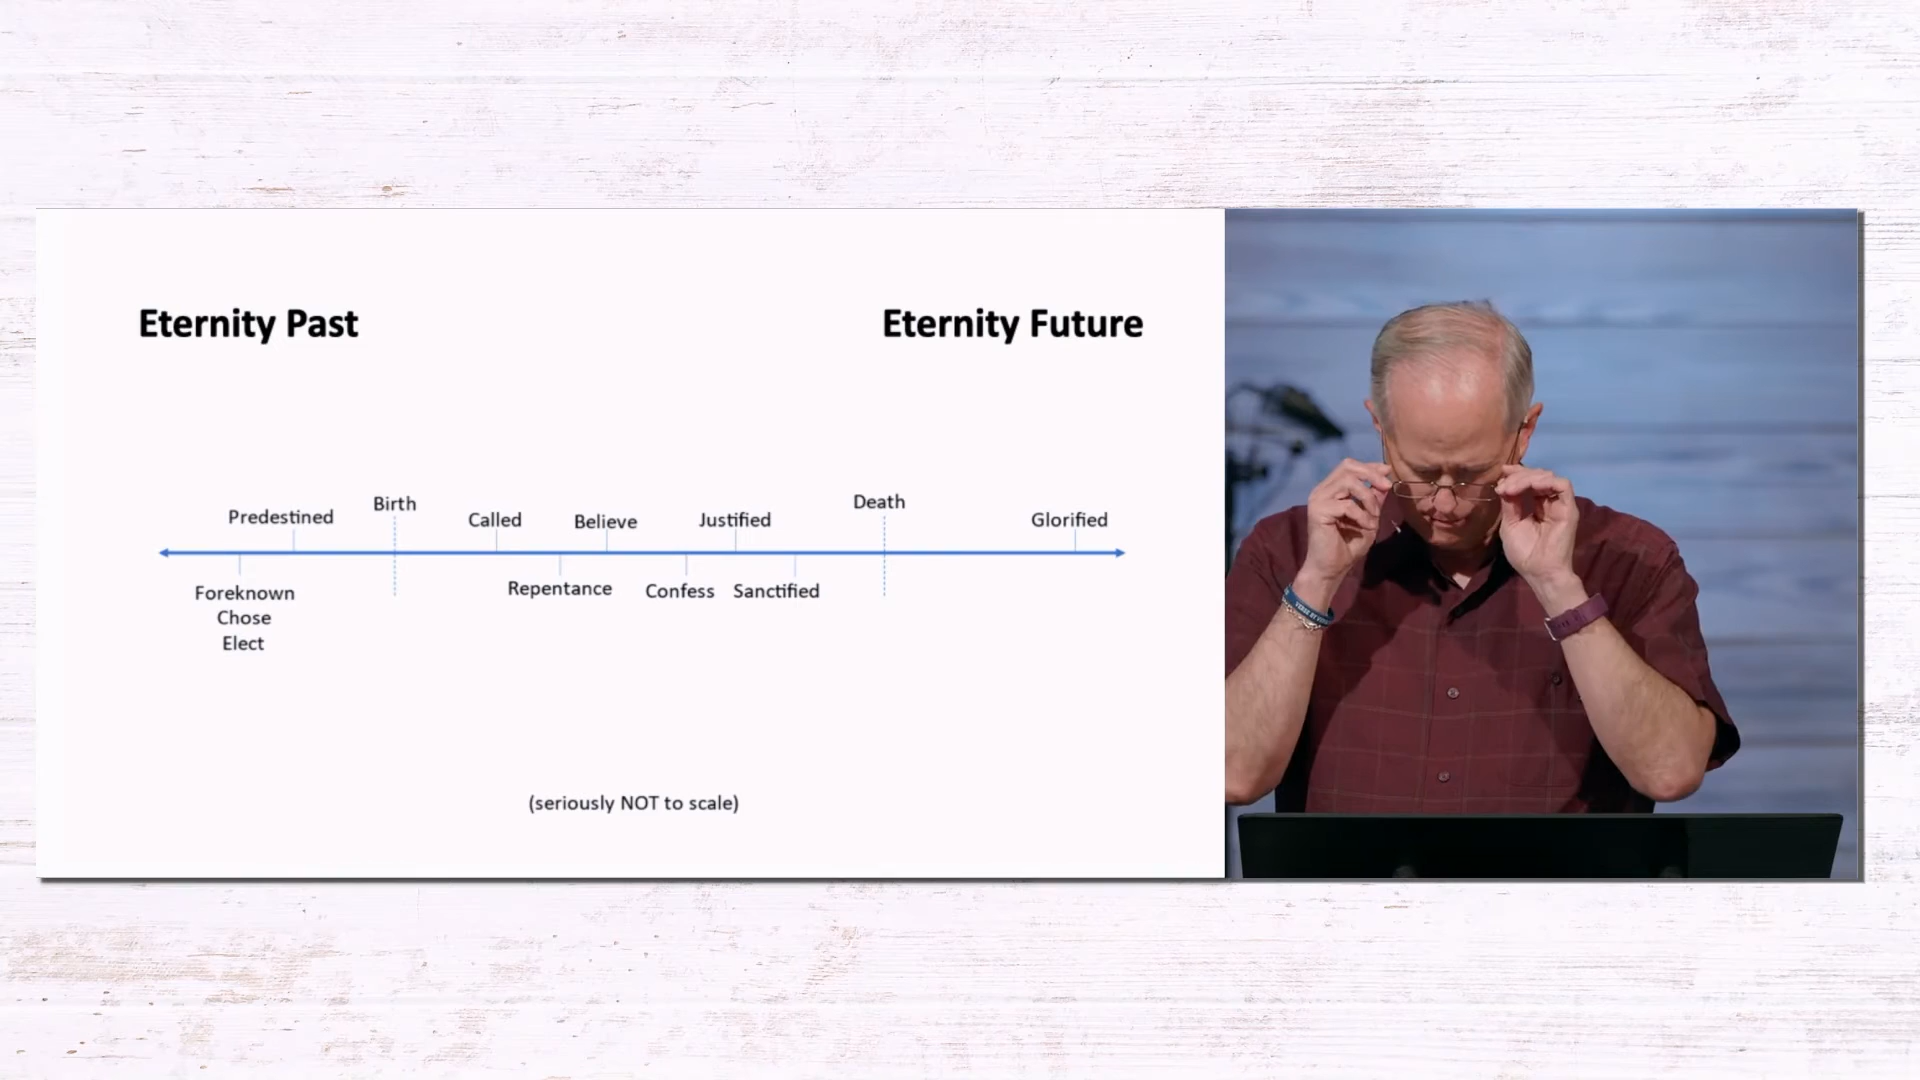 Eternity Past
Eternity Future
Predestined
Birth
Called
Believe
Justified
Death
Glorified
Foreknown
Chose
Elect
Repentance
Confess
Sanctified
(seriously NOT to scale)